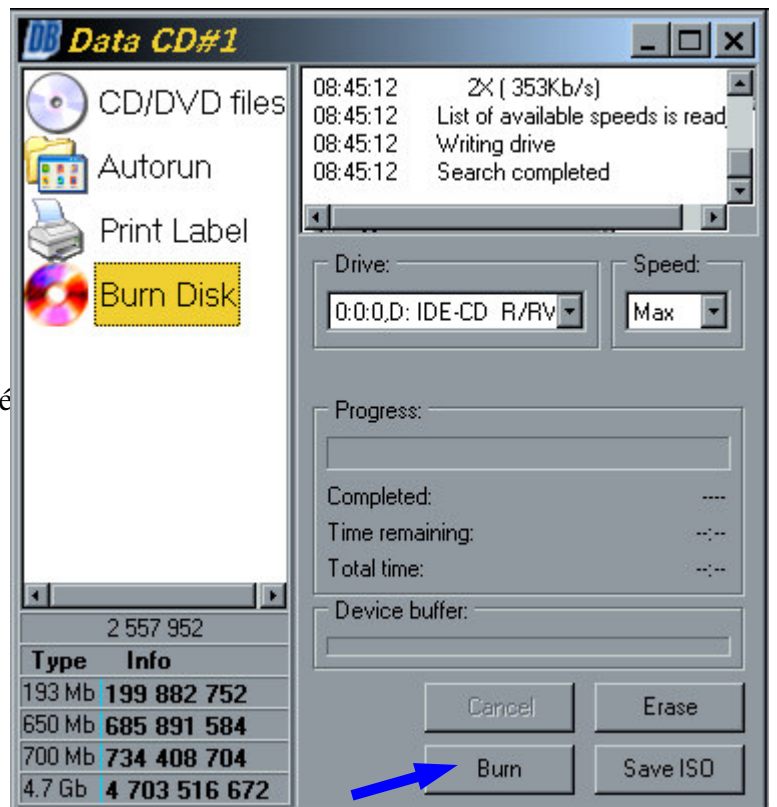 DB Data CD#1
CD/DVD files
Autorun
Print Label
Burn Disk
é
2 557 952
Type Info
193 Mb 199 882 752
650 Mb 685 891 584
700 Mb 734 408 704
4.7 Gb 4 703 516 672
08:45:12 2X ( 353Kb/s)
08:45:12 List of available speeds is read
08:45:12 Writing drive
08:45:12 Search completed
Drive:
0:0:0,D: IDE-CD R/RW
Speed:
Max
Progress:
Completed: ----
Time remaining: --:--
Total time: --:--
Device buffer:
Cancel Erase
Burn Save ISO